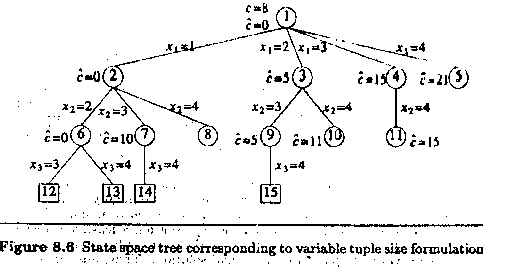 c=8
ĉ=0
1
x₁=1
x₁=2
x₁=3
x₁=4
ĉ=0
2
ĉ=5
3
ĉ=15
4
ĉ=21
5
x₂=2
x₂=3
x₂=4
x₂=3
x₂=4
x₂=4
ĉ=0
6
ĉ=10
7
8
ĉ=5
9
ĉ=11
10
11
ĉ=15
x₃=3
x₃=4
x₃=4
x₃=4
12
13
14
15
Figure 8.6 State space tree corresponding to variable tuple size formulation